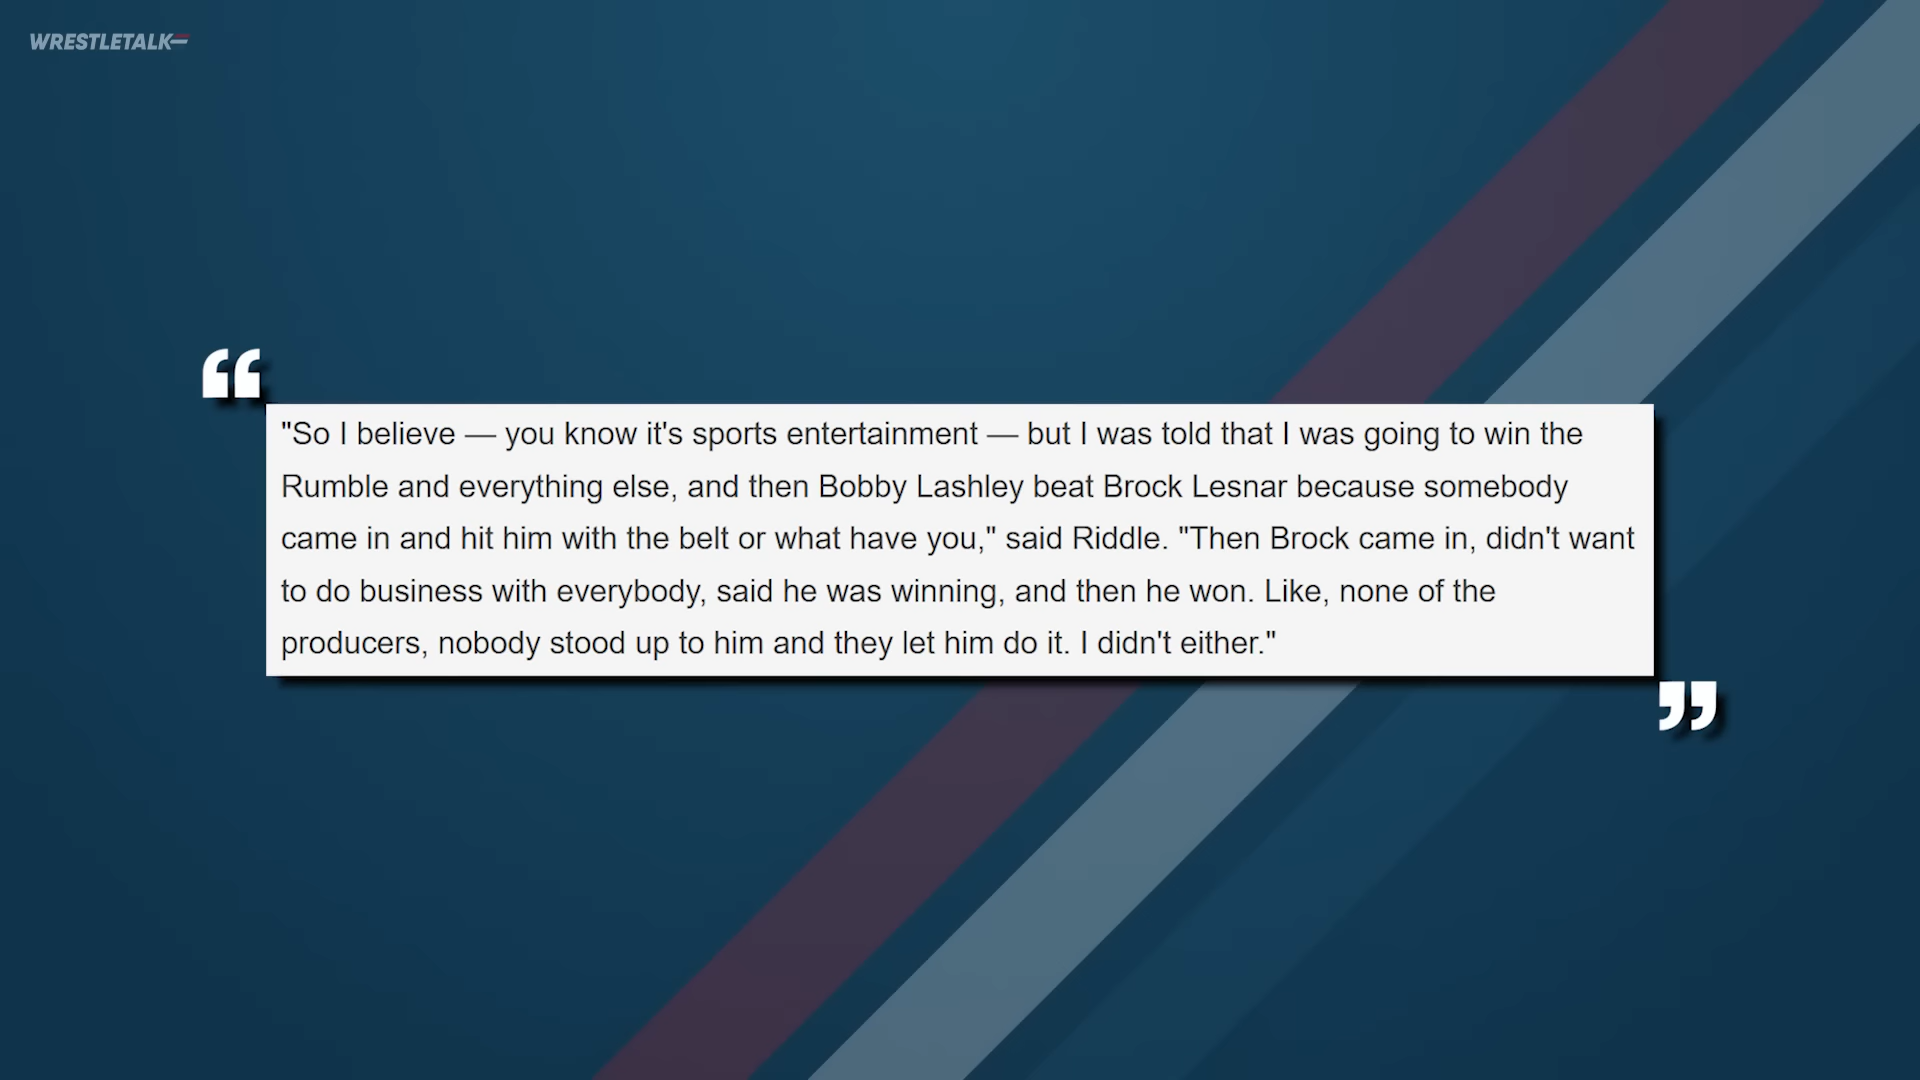 WRESTLETALK
“
"So I believe — you know it's sports entertainment — but I was told that I was going to win the
Rumble and everything else, and then Bobby Lashley beat Brock Lesnar because somebody
came in and hit him with the belt or what have you," said Riddle. "Then Brock came in, didn't want
to do business with everybody, said he was winning, and then he won. Like, none of the
producers, nobody stood up to him and they let him do it. I didn't either."
”